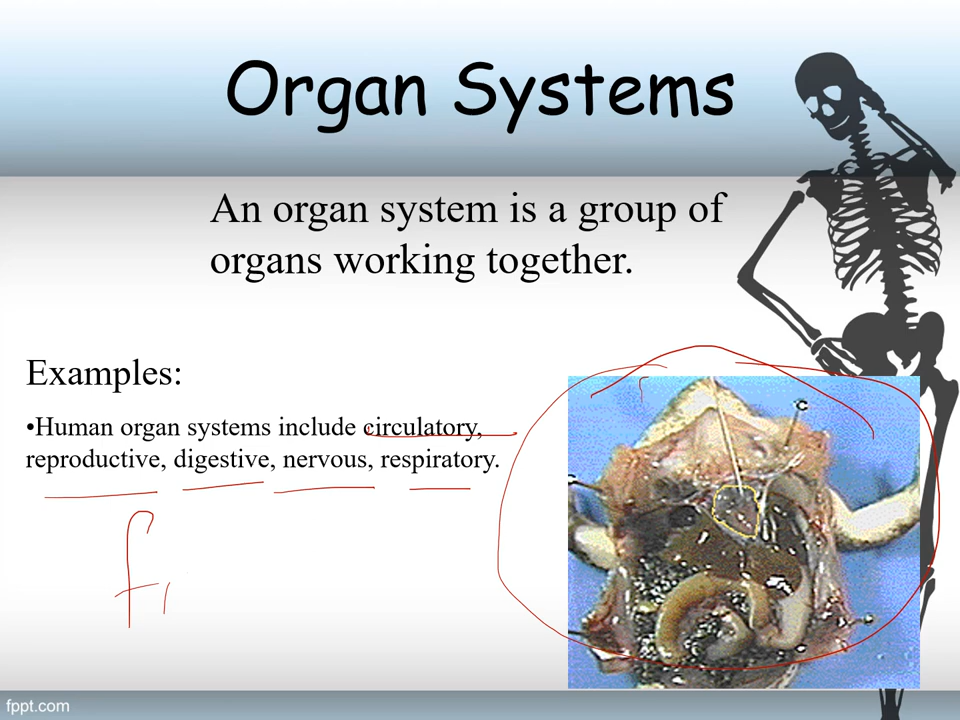 Organ Systems
An organ system is a group of
organs working together.
Examples:
•Human organ systems include circulatory,
reproductive, digestive, nervous, respiratory.
fppt.com